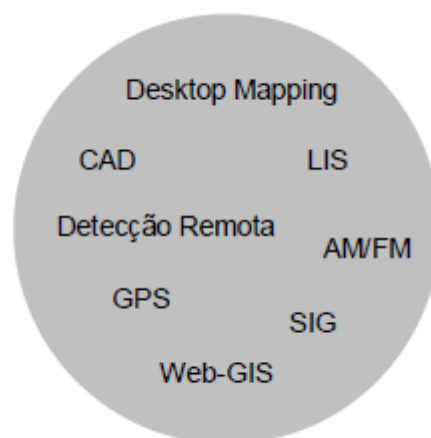 Desktop Mapping
CAD LIS
Detecção Remota
AM/FM
GPS
SIG
Web-GIS